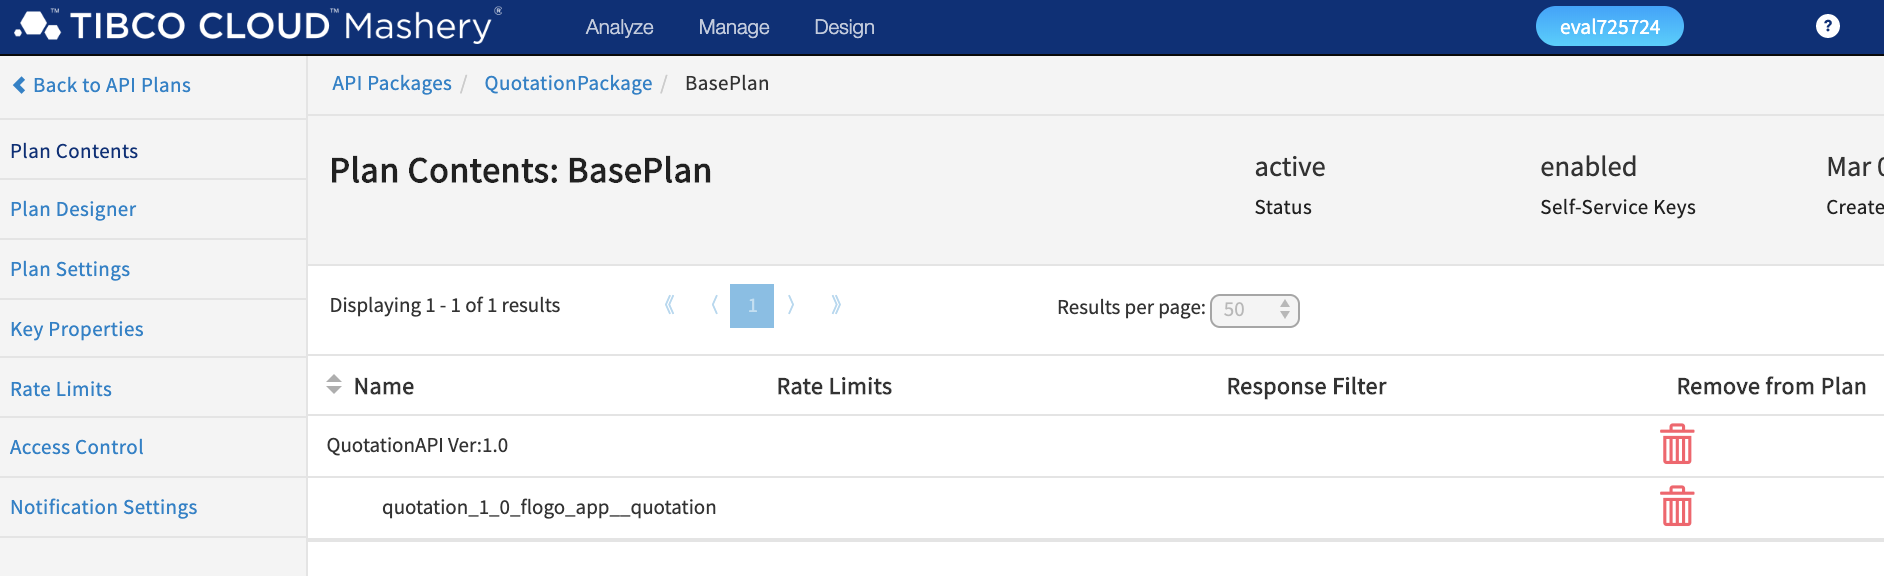 TIBCO CLOUD™ Mashery® Analyze Manage Design eval725724 ?
Back to API Plans
API Packages / QuotationPackage / BasePlan
Plan Contents
Plan Designer
Plan Settings
Key Properties
Rate Limits
Access Control
Notification Settings
Plan Contents: BasePlan
active
Status
enabled
Self-Service Keys
Mar 0
Create
Displaying 1 - 1 of 1 results 《 〈 1 〉 》 Results per page: 50
Name Rate Limits Response Filter Remove from Plan
QuotationAPI Ver:1.0
quotation_1_0_flogo_app__quotation